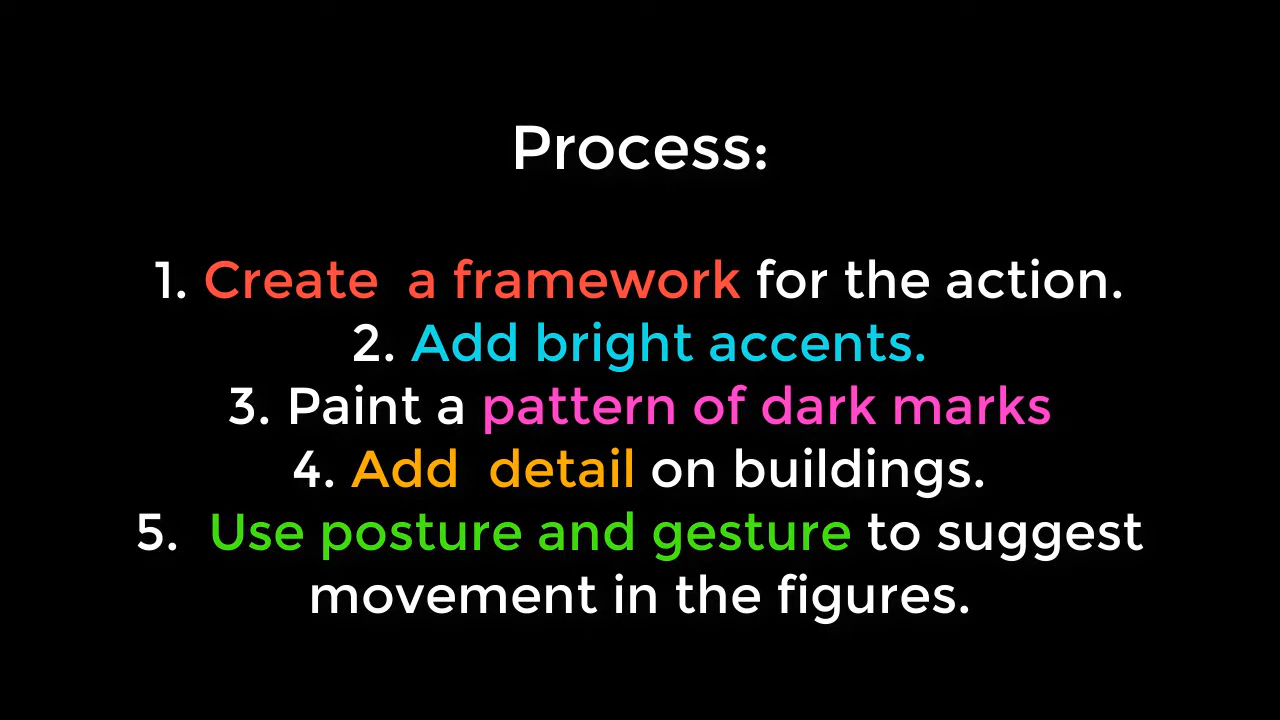 Process:
1. Create  a framework for the action.
2. Add bright accents.
3. Paint a pattern of dark marks
4. Add  detail on buildings.
5.  Use posture and gesture to suggest
movement in the figures.